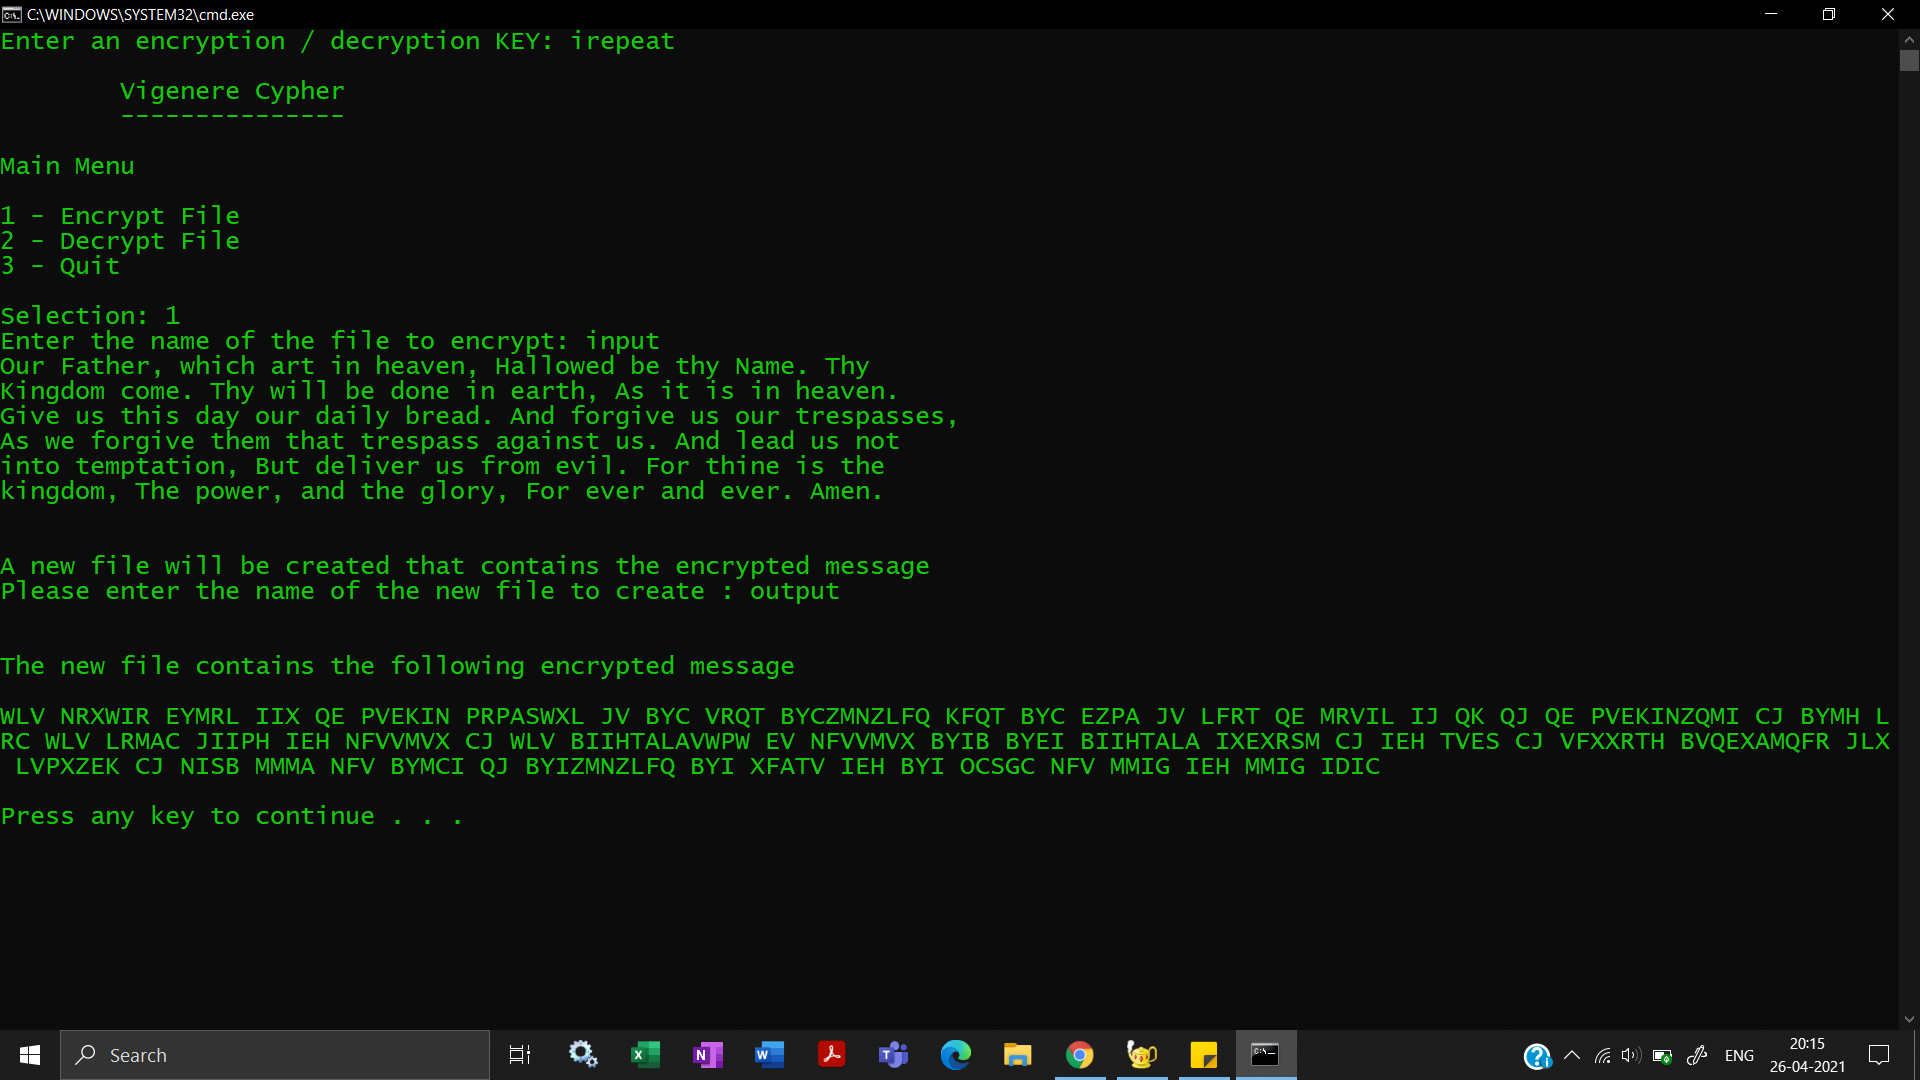 C:\WINDOWS\SYSTEM32\cmd.exe
Enter an encryption / decryption KEY: irepeat
Vigenere Cypher
---------------
Main Menu
1 - Encrypt File
2 - Decrypt File
3 - Quit
Selection: 1
Enter the name of the file to encrypt: input
Our Father, which art in heaven, Hallowed be thy Name. Thy
Kingdom come. Thy will be done in earth, As it is in heaven.
Give us this day our daily bread. And forgive us our trespasses,
As we forgive them that trespass against us. And lead us not
into temptation, But deliver us from evil. For thine is the
kingdom, The power, and the glory, For ever and ever. Amen.
A new file will be created that contains the encrypted message
Please enter the name of the new file to create : output
The new file contains the following encrypted message
WLV NRXWIR EYMRL IIX QE PVEKIN PRPASWXL JV BYC VRQT BYCZMNZLFQ KFQT BYC EZPA JV LFRT QE MRVIL IJ QK QJ QE PVEKINZQMI CJ BYMH L
RC WLV LRMAC JIIPH IEH NFVVMVX CJ WLV BIIHTALAVWPW EV NFVVMVX BYIB BYEI BIIHTALA IXEXRSM CJ IEH TVES CJ VFXXRTH BVQEXAMQFR JLX
LVPXZEK CJ NISB MMMA NFV BYMCI QJ BYIZMNZLFQ BYI XFATV IEH BYI OCSGC NFV MMIG IEH MMIG IDIC
Press any key to continue . . .
Search
ENG
20:15
26-04-2021